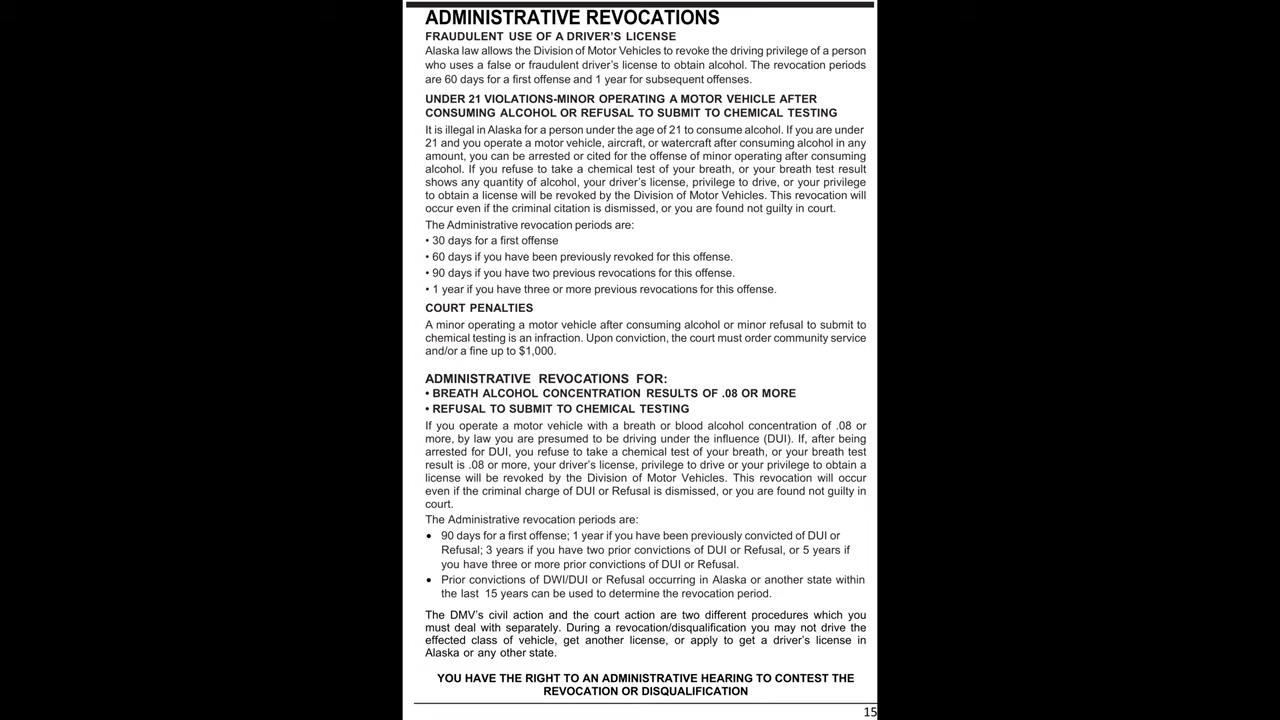 ADMINISTRATIVE REVOCATIONS
FRAUDULENT USE OF A DRIVER'S LICENSE
Alaska law allows the Division of Motor Vehicles to revoke the driving privilege of a person
who uses a false or fraudulent driver's license to obtain alcohol. The revocation periods
are 60 days for a first offense and 1 year for subsequent offenses.
UNDER 21 VIOLATIONS-MINOR OPERATING A MOTOR VEHICLE AFTER
CONSUMING ALCOHOL OR REFUSAL TO SUBMIT TO CHEMICAL TESTING
It is illegal in Alaska for a person under the age of 21 to consume alcohol. If you are under
21 and you operate a motor vehicle, aircraft, or watercraft after consuming alcohol in any
amount, you can be arrested or cited for the offense of minor operating after consuming
alcohol. If you refuse to take a chemical test of your breath, or your breath test result
shows any quantity of alcohol, your driver's license, privilege to drive, or your privilege
to obtain a license will be revoked by the Division of Motor Vehicles. This revocation will
occur even if the criminal citation is dismissed, or you are found not guilty in court.
The Administrative revocation periods are:
• 30 days for a first offense
• 60 days if you have been previously revoked for this offense.
• 90 days if you have two previous revocations for this offense.
• 1 year if you have three or more previous revocations for this offense.
COURT PENALTIES
A minor operating a motor vehicle after consuming alcohol or minor refusal to submit to
chemical testing is an infraction. Upon conviction, the court must order community service
and/or a fine up to $1,000.
ADMINISTRATIVE REVOCATIONS FOR:
• BREATH ALCOHOL CONCENTRATION RESULTS OF .08 OR MORE
• REFUSAL TO SUBMIT TO CHEMICAL TESTING
If you operate a motor vehicle with a breath or blood alcohol concentration of .08 or
more, by law you are presumed to be driving under the influence (DUI). If, after being
arrested for DUI, you refuse to take a chemical test of your breath, or your breath test
result is .08 or more, your driver's license, privilege to drive or your privilege to obtain a
license will be revoked by the Division of Motor Vehicles. This revocation will occur
even if the criminal charge of DUI or Refusal is dismissed, or you are found not guilty in
court.
The Administrative revocation periods are:
• 90 days for a first offense; 1 year if you have been previously convicted of DUI or
Refusal; 3 years if you have two prior convictions of DUI or Refusal, or 5 years if
you have three or more prior convictions of DUI or Refusal.
• Prior convictions of DWI/DUI or Refusal occurring in Alaska or another state within
the last 15 years can be used to determine the revocation period.
The DMV's civil action and the court action are two different procedures which you
must deal with separately. During a revocation/disqualification you may not drive the
effected class of vehicle, get another license, or apply to get a driver's license in
Alaska or any other state.
YOU HAVE THE RIGHT TO AN ADMINISTRATIVE HEARING TO CONTEST THE
REVOCATION OR DISQUALIFICATION
15